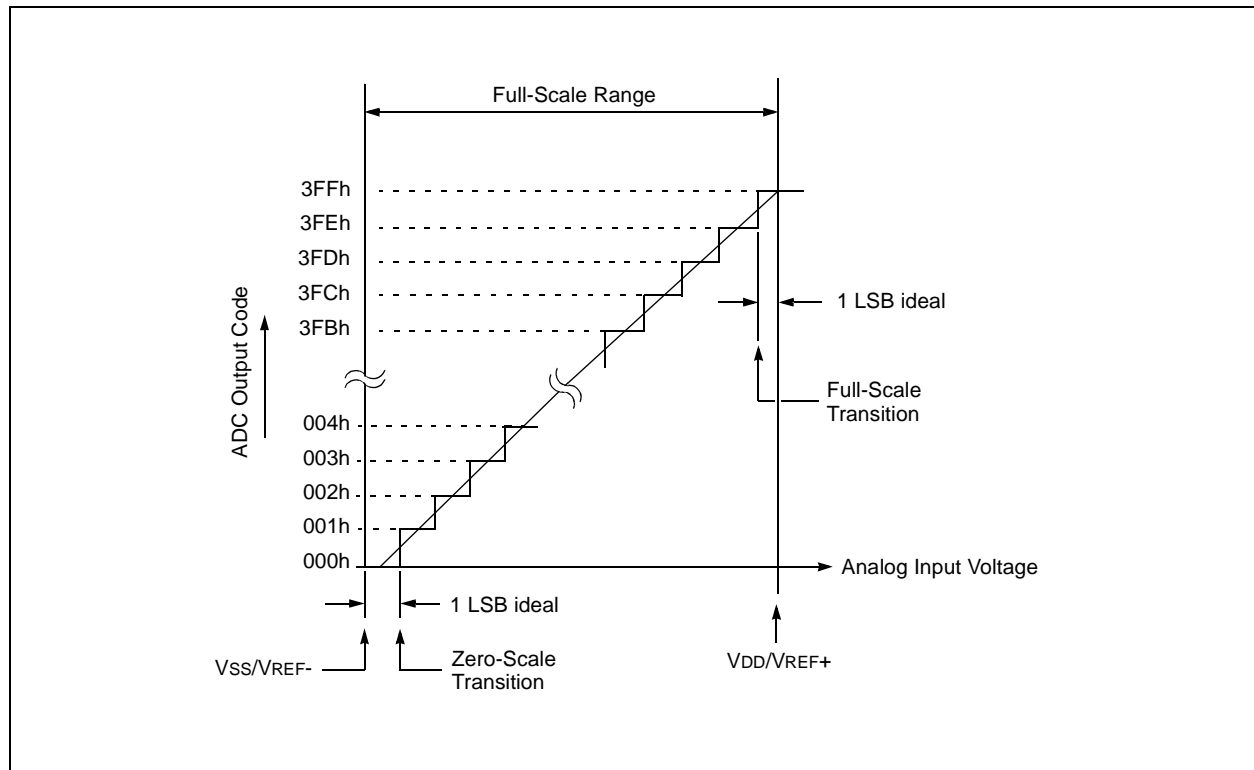 Full-Scale Range
3FFh
3FEh
3FDh
3FCh
3FBh
1 LSB ideal
ADC Output Code
Full-Scale
Transition
004h
003h
002h
001h
000h
Analog Input Voltage
1 LSB ideal
VSS/VREF-
Zero-Scale
Transition
VDD/VREF+